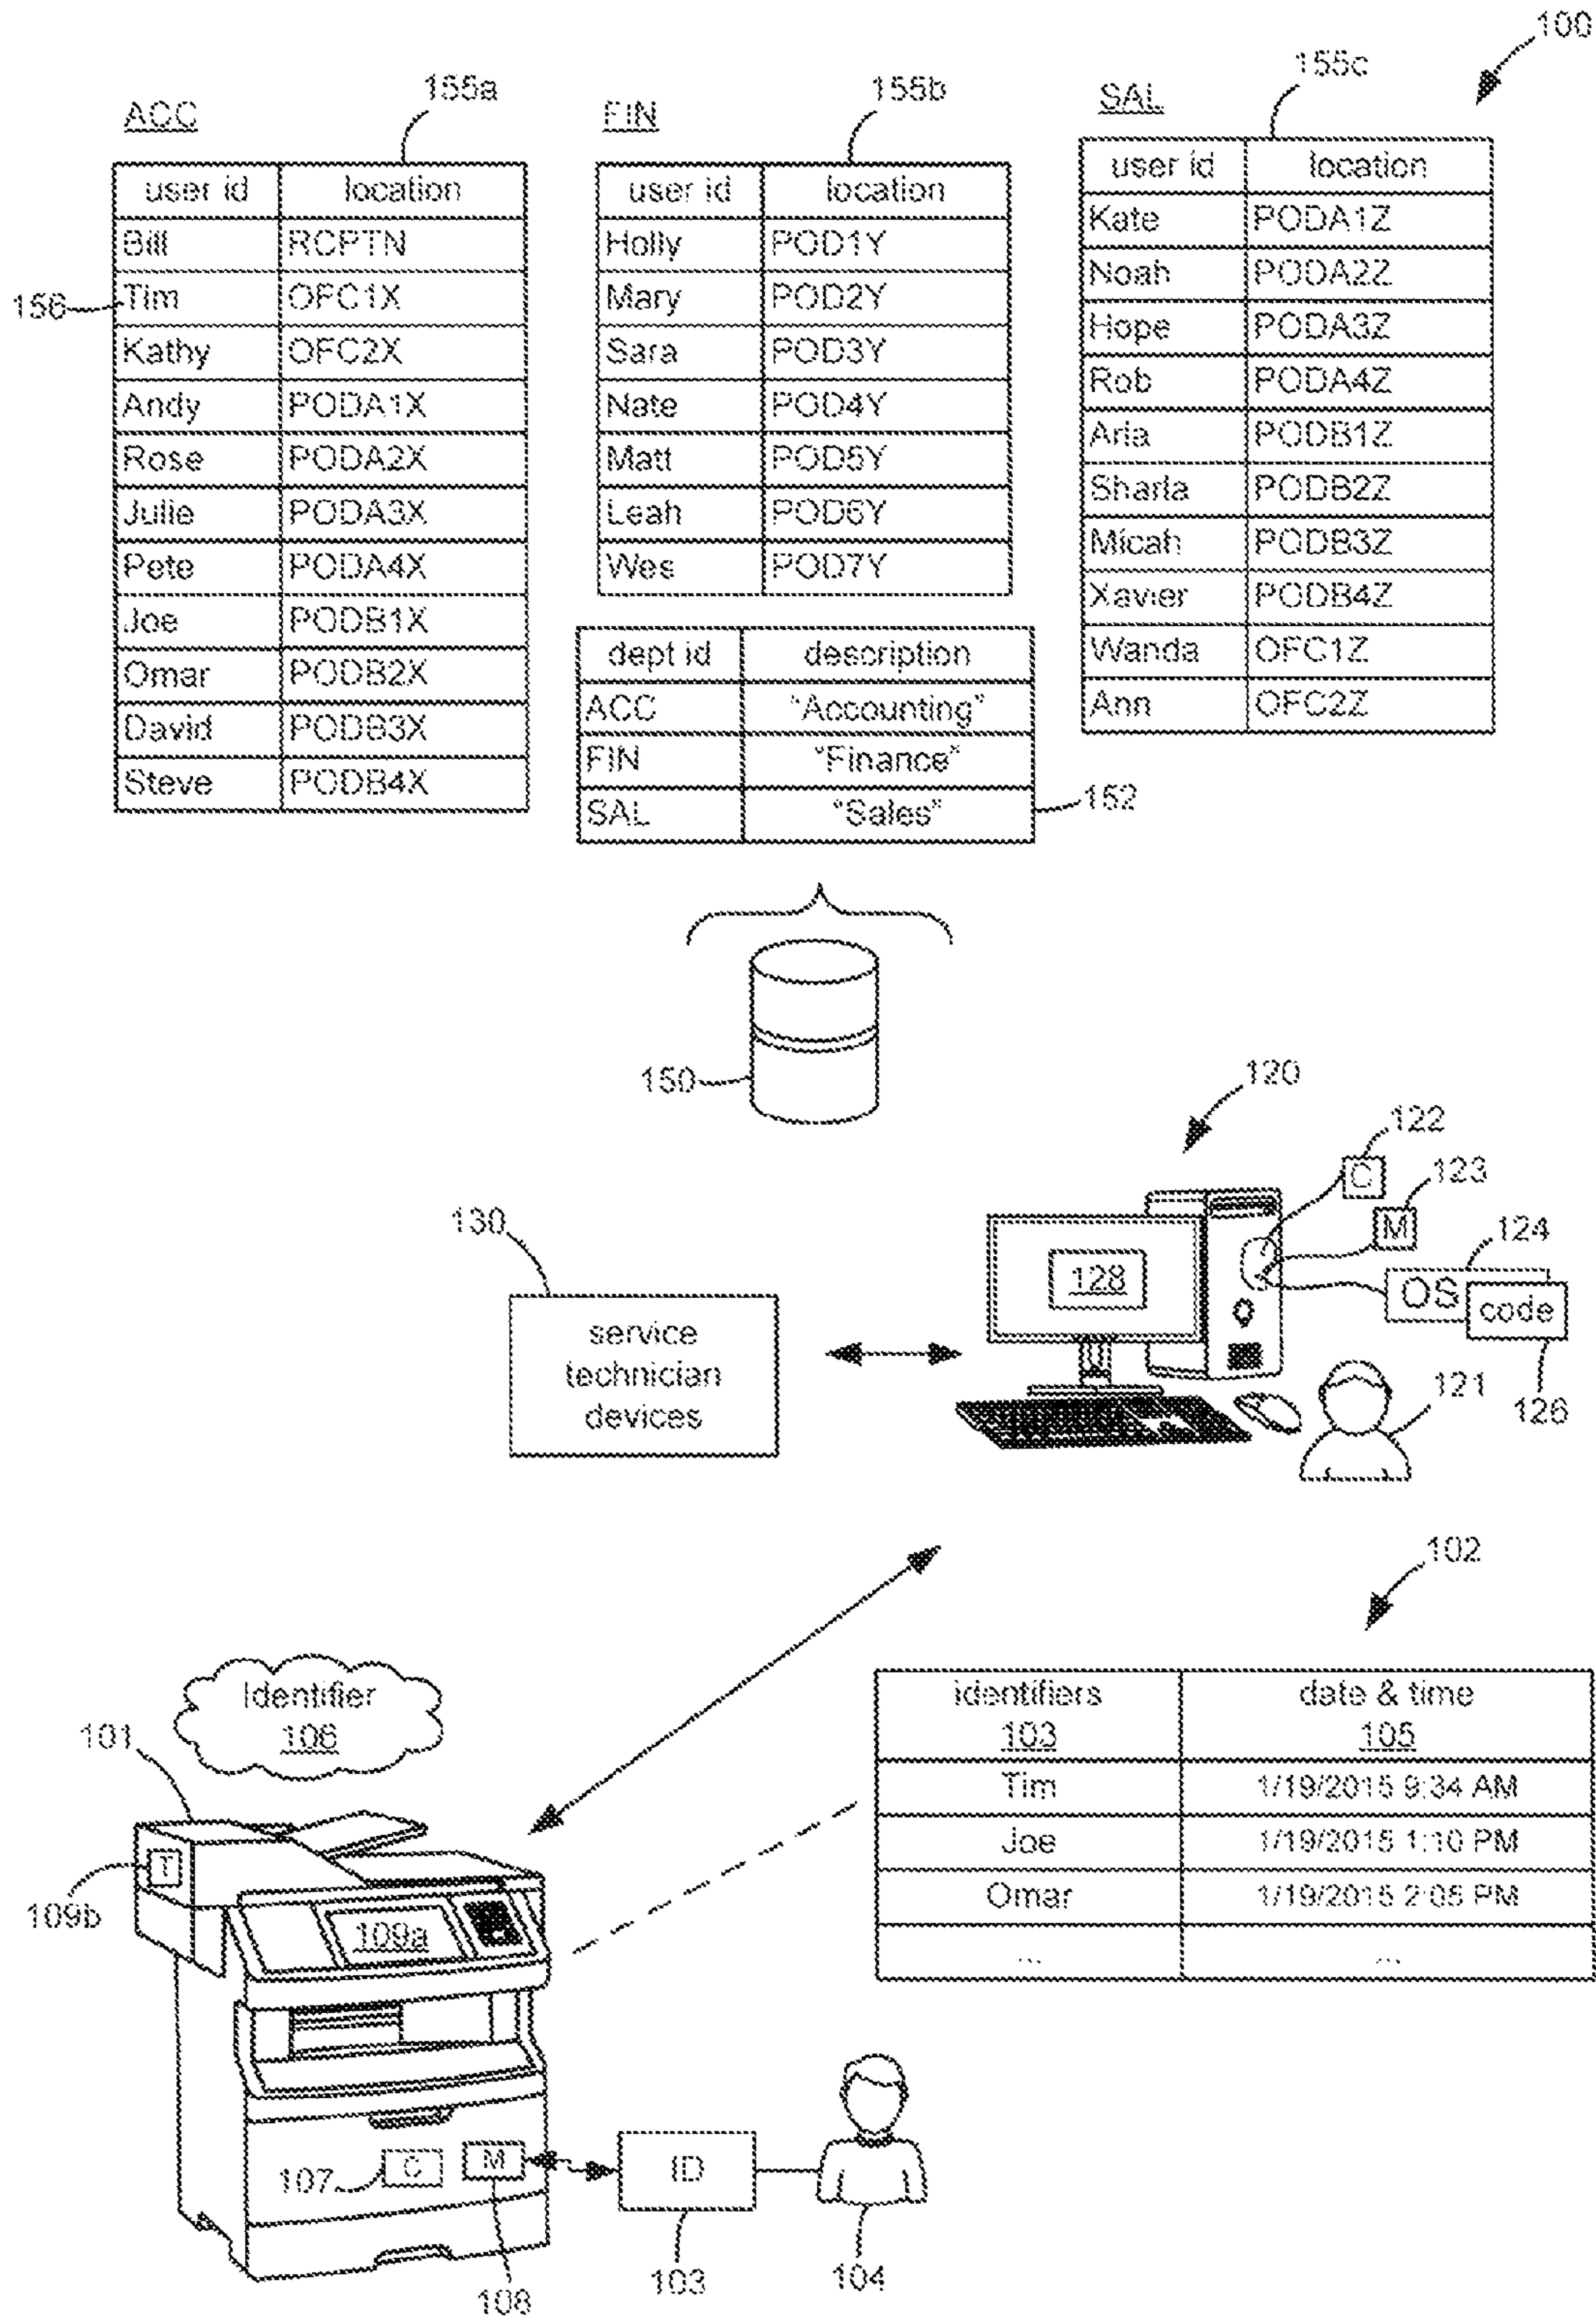 100
ACC
155a
user id location
Bill RCPTN
156 Tim OFC1X
Kathy OFC2X
Andy PODA1X
Rose PODA2X
Julie PODA3X
Pete PODA4X
Joe PODB1X
Omar PODB2X
David PODB3X
Steve PODB4X
FIN
155b
user id location
Holly POD1Y
Mary POD2Y
Sara POD3Y
Nate POD4Y
Matt POD5Y
Leah POD6Y
Wes POD7Y
SAL
155c
user id location
Kate PODA1Z
Noah PODA2Z
Hope PODA3Z
Rob PODA4Z
Aria PODB1Z
Sharla PODB2Z
Micah PODB3Z
Xavier PODB4Z
Wanda OFC1Z
Ann OFC2Z
dept id description
ACC "Accounting"
FIN "Finance"
SAL "Sales"
152
150
120
122
C
123
M
124
OS
code
126
121
128
130
service
technician
devices
102
identifiers date & time
103 105
Tim 1/19/2015 9:34 AM
Joe 1/19/2015 1:10 PM
Omar 1/19/2015 2:05 PM
... ...
Identifier
106
101
T
109b
109a
C
107
M
108
ID
103
104